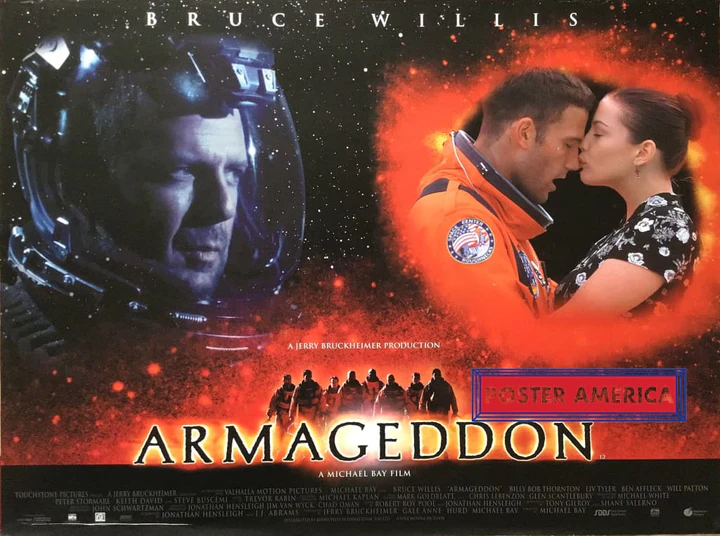 BRUCE WILLIS
A JERRY BRUCKHEIMER PRODUCTION
POSTER AMERICA
ARMAGEDDON
12
A MICHAEL BAY FILM
TOUCHSTONE PICTURES A JERRY BRUCKHEIMER VALHALLA MOTION PICTURES MICHAEL BAY BRUCE WILLIS "ARMAGEDDON" BILLY BOB THORNTON LIV TYLER BEN AFFLECK WILL PATTON
PETER STORMARE KEITH DAVID STEVE BUSCEMI TREVOR RABIN MICHAEL KAPLAN MARK GOLDBLATT CHRIS LEBENZON GLEN SCANTLEBURY MICHAEL WHITE
JOHN SCHWARTZMAN JONATHAN HENSLEIGH JIM VAN WYCK CHAD OMAN ROBERT ROY POOL JONATHAN HENSLEIGH TONY GILROY SHANE SALERNO
JONATHAN HENSLEIGH J.J. ABRAMS JERRY BRUCKHEIMER GALE ANNE HURD MICHAEL BAY MICHAEL BAY